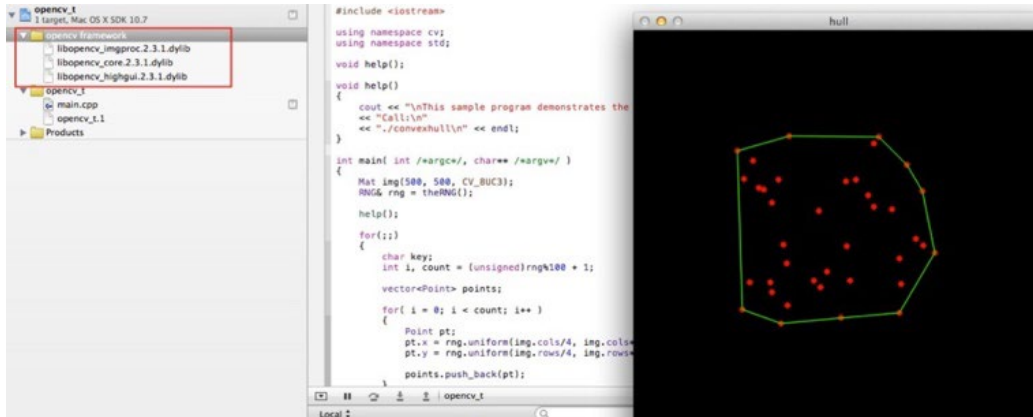 opencv_t
1 target, Mac OS X SDK 10.7
opencv framework
libopencv_imgproc.2.3.1.dylib
libopencv_core.2.3.1.dylib
libopencv_highgui.2.3.1.dylib
opencv_t
main.cpp
opencv_t.1
Products
#include <iostream>
using namespace cv;
using namespace std;
void help();
void help()
{
cout << "\nThis sample program demonstrates the
<< "Call:\n"
<< "./convexhull\n" << endl;
}
int main( int /*argc*/, char** /*argv*/ )
{
Mat img(500, 500, CV_8UC3);
RNG& rng = theRNG();
help();
for(;;)
{
char key;
int i, count = (unsigned)rng%100 + 1;
vector<Point> points;
for( i = 0; i < count; i++ )
{
Point pt;
pt.x = rng.uniform(img.cols/4, img.cols*
pt.y = rng.uniform(img.rows/4, img.rows*
points.push_back(pt);
}
opencv_t
Local
hull